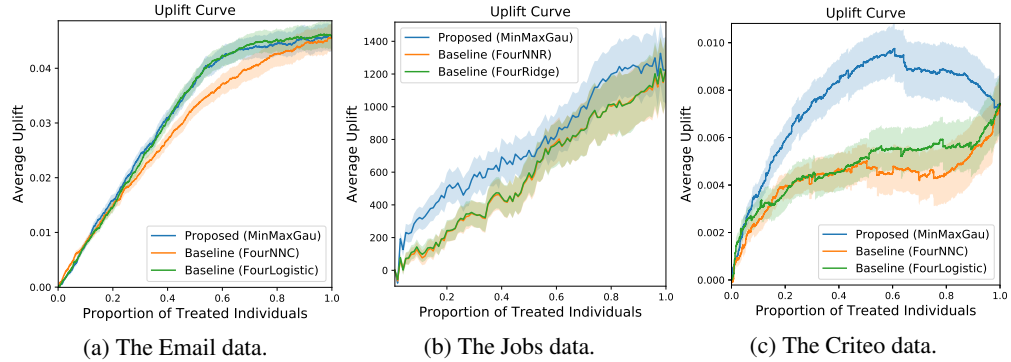 Uplift Curve
Average Uplift
0.04
0.03
0.02
0.01
0.00
Proposed (MinMaxGau)
Baseline (FourNNC)
Baseline (FourLogistic)
0.0 0.2 0.4 0.6 0.8 1.0
Proportion of Treated Individuals
(a) The Email data.
Uplift Curve
Average Uplift
1400
1200
1000
800
600
400
200
0
Proposed (MinMaxGau)
Baseline (FourNNR)
Baseline (FourRidge)
0.2 0.4 0.6 0.8 1.0
Proportion of Treated Individuals
(b) The Jobs data.
Uplift Curve
Average Uplift
0.010
0.008
0.006
0.004
0.002
0.000
Proposed (MinMaxGau)
Baseline (FourNNC)
Baseline (FourLogistic)
0.0 0.2 0.4 0.6 0.8 1.0
Proportion of Treated Individuals
(c) The Criteo data.